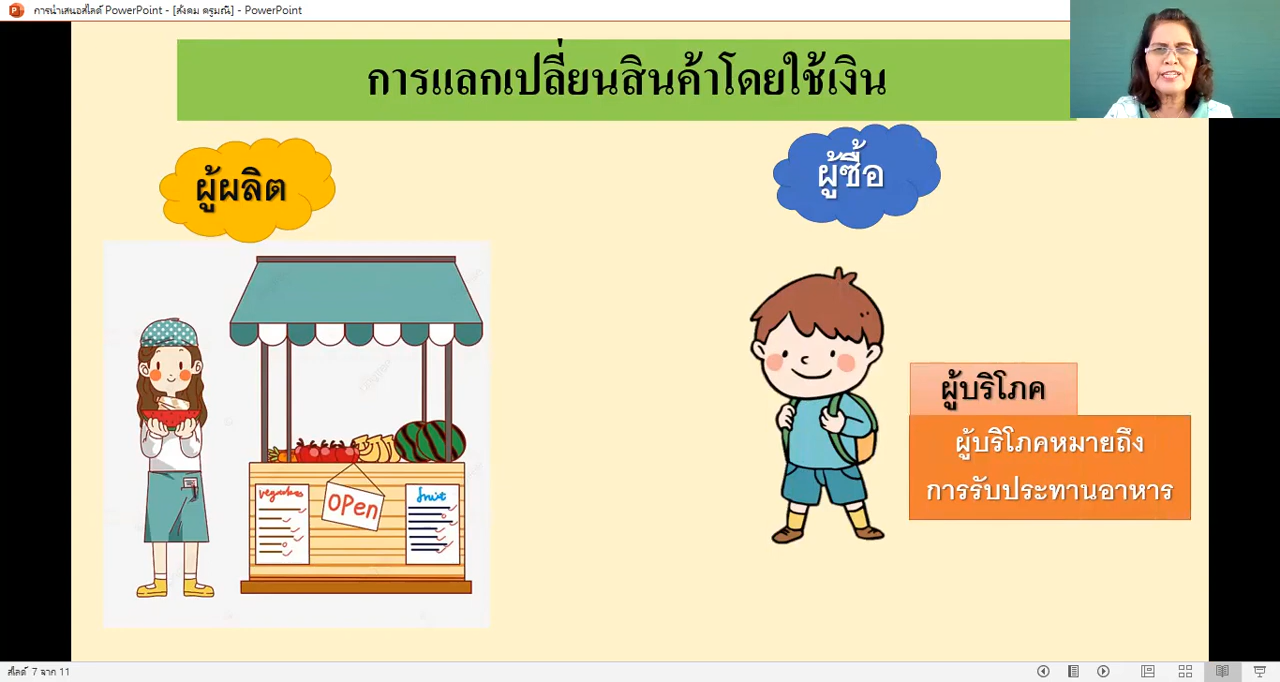 การนำเสนอสไลด์ PowerPoint - [สังคม ครูมณี] - PowerPoint
การแลกเปลี่ยนสินค้าโดยใช้เงิน
ผู้ผลิต
ผู้ซื้อ
ผู้บริโภค
ผู้บริโภคหมายถึง
การรับประทานอาหาร
OPen
fruit
สไลด์ 7 จาก 11